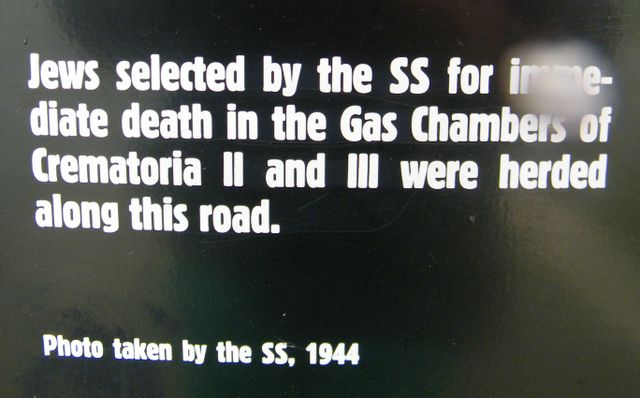 Jews selected by the SS for imme-
diate death in the Gas Chambers of
Crematoria II and III were herded
along this road.
Photo taken by the SS, 1944